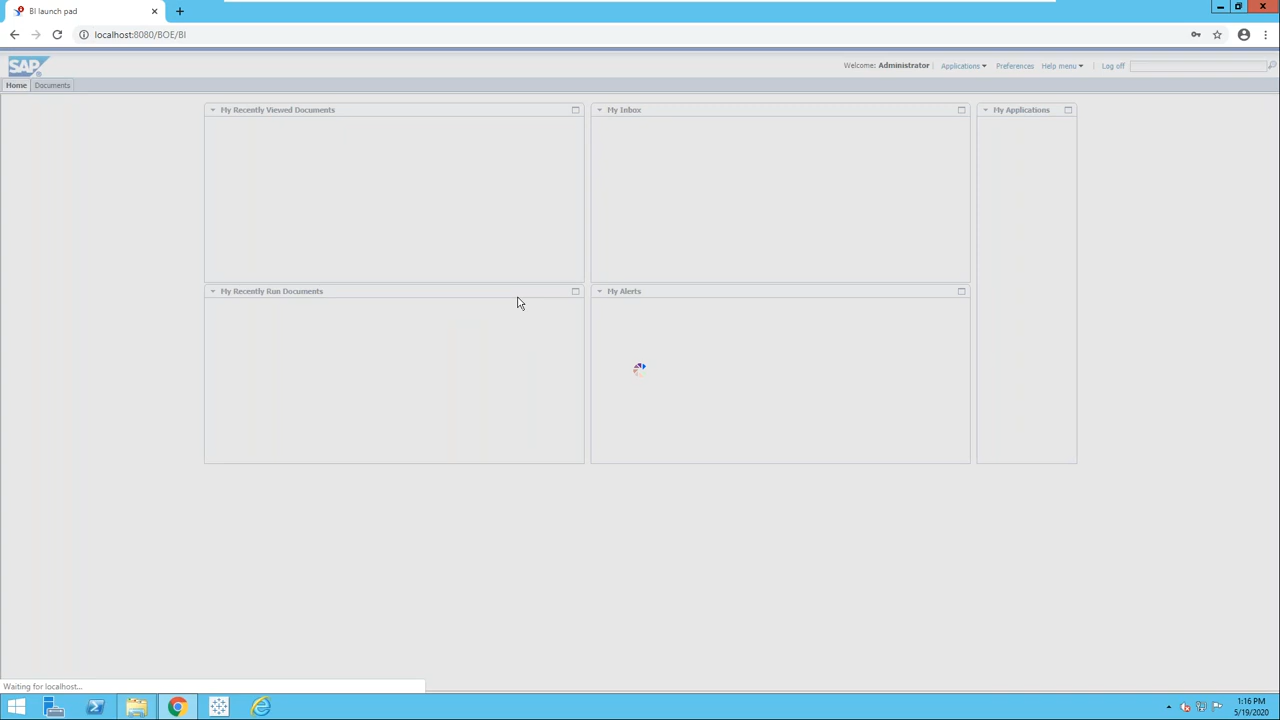 BI launch pad
localhost:8080/BOE/BI
SAP
Welcome: Administrator | Applications Preferences Help menu | Log off
Home Documents
My Recently Viewed Documents
My Inbox
My Applications
My Recently Run Documents
My Alerts
Waiting for localhost...
1:16 PM
5/19/2020